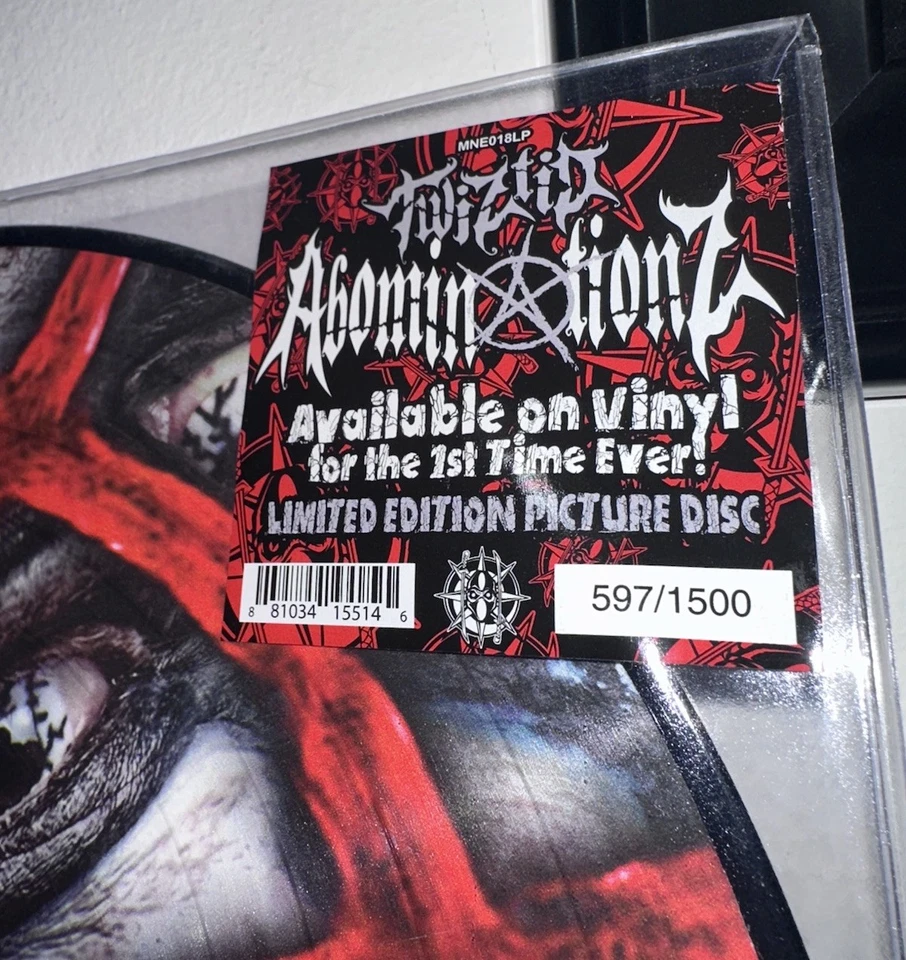 MNE018LP
TwiZtid
AbominAtionZ
Available on Vinyl
for the 1st Time Ever!
LIMITED EDITION PICTURE DISC
8 81034 15514 6
597/1500